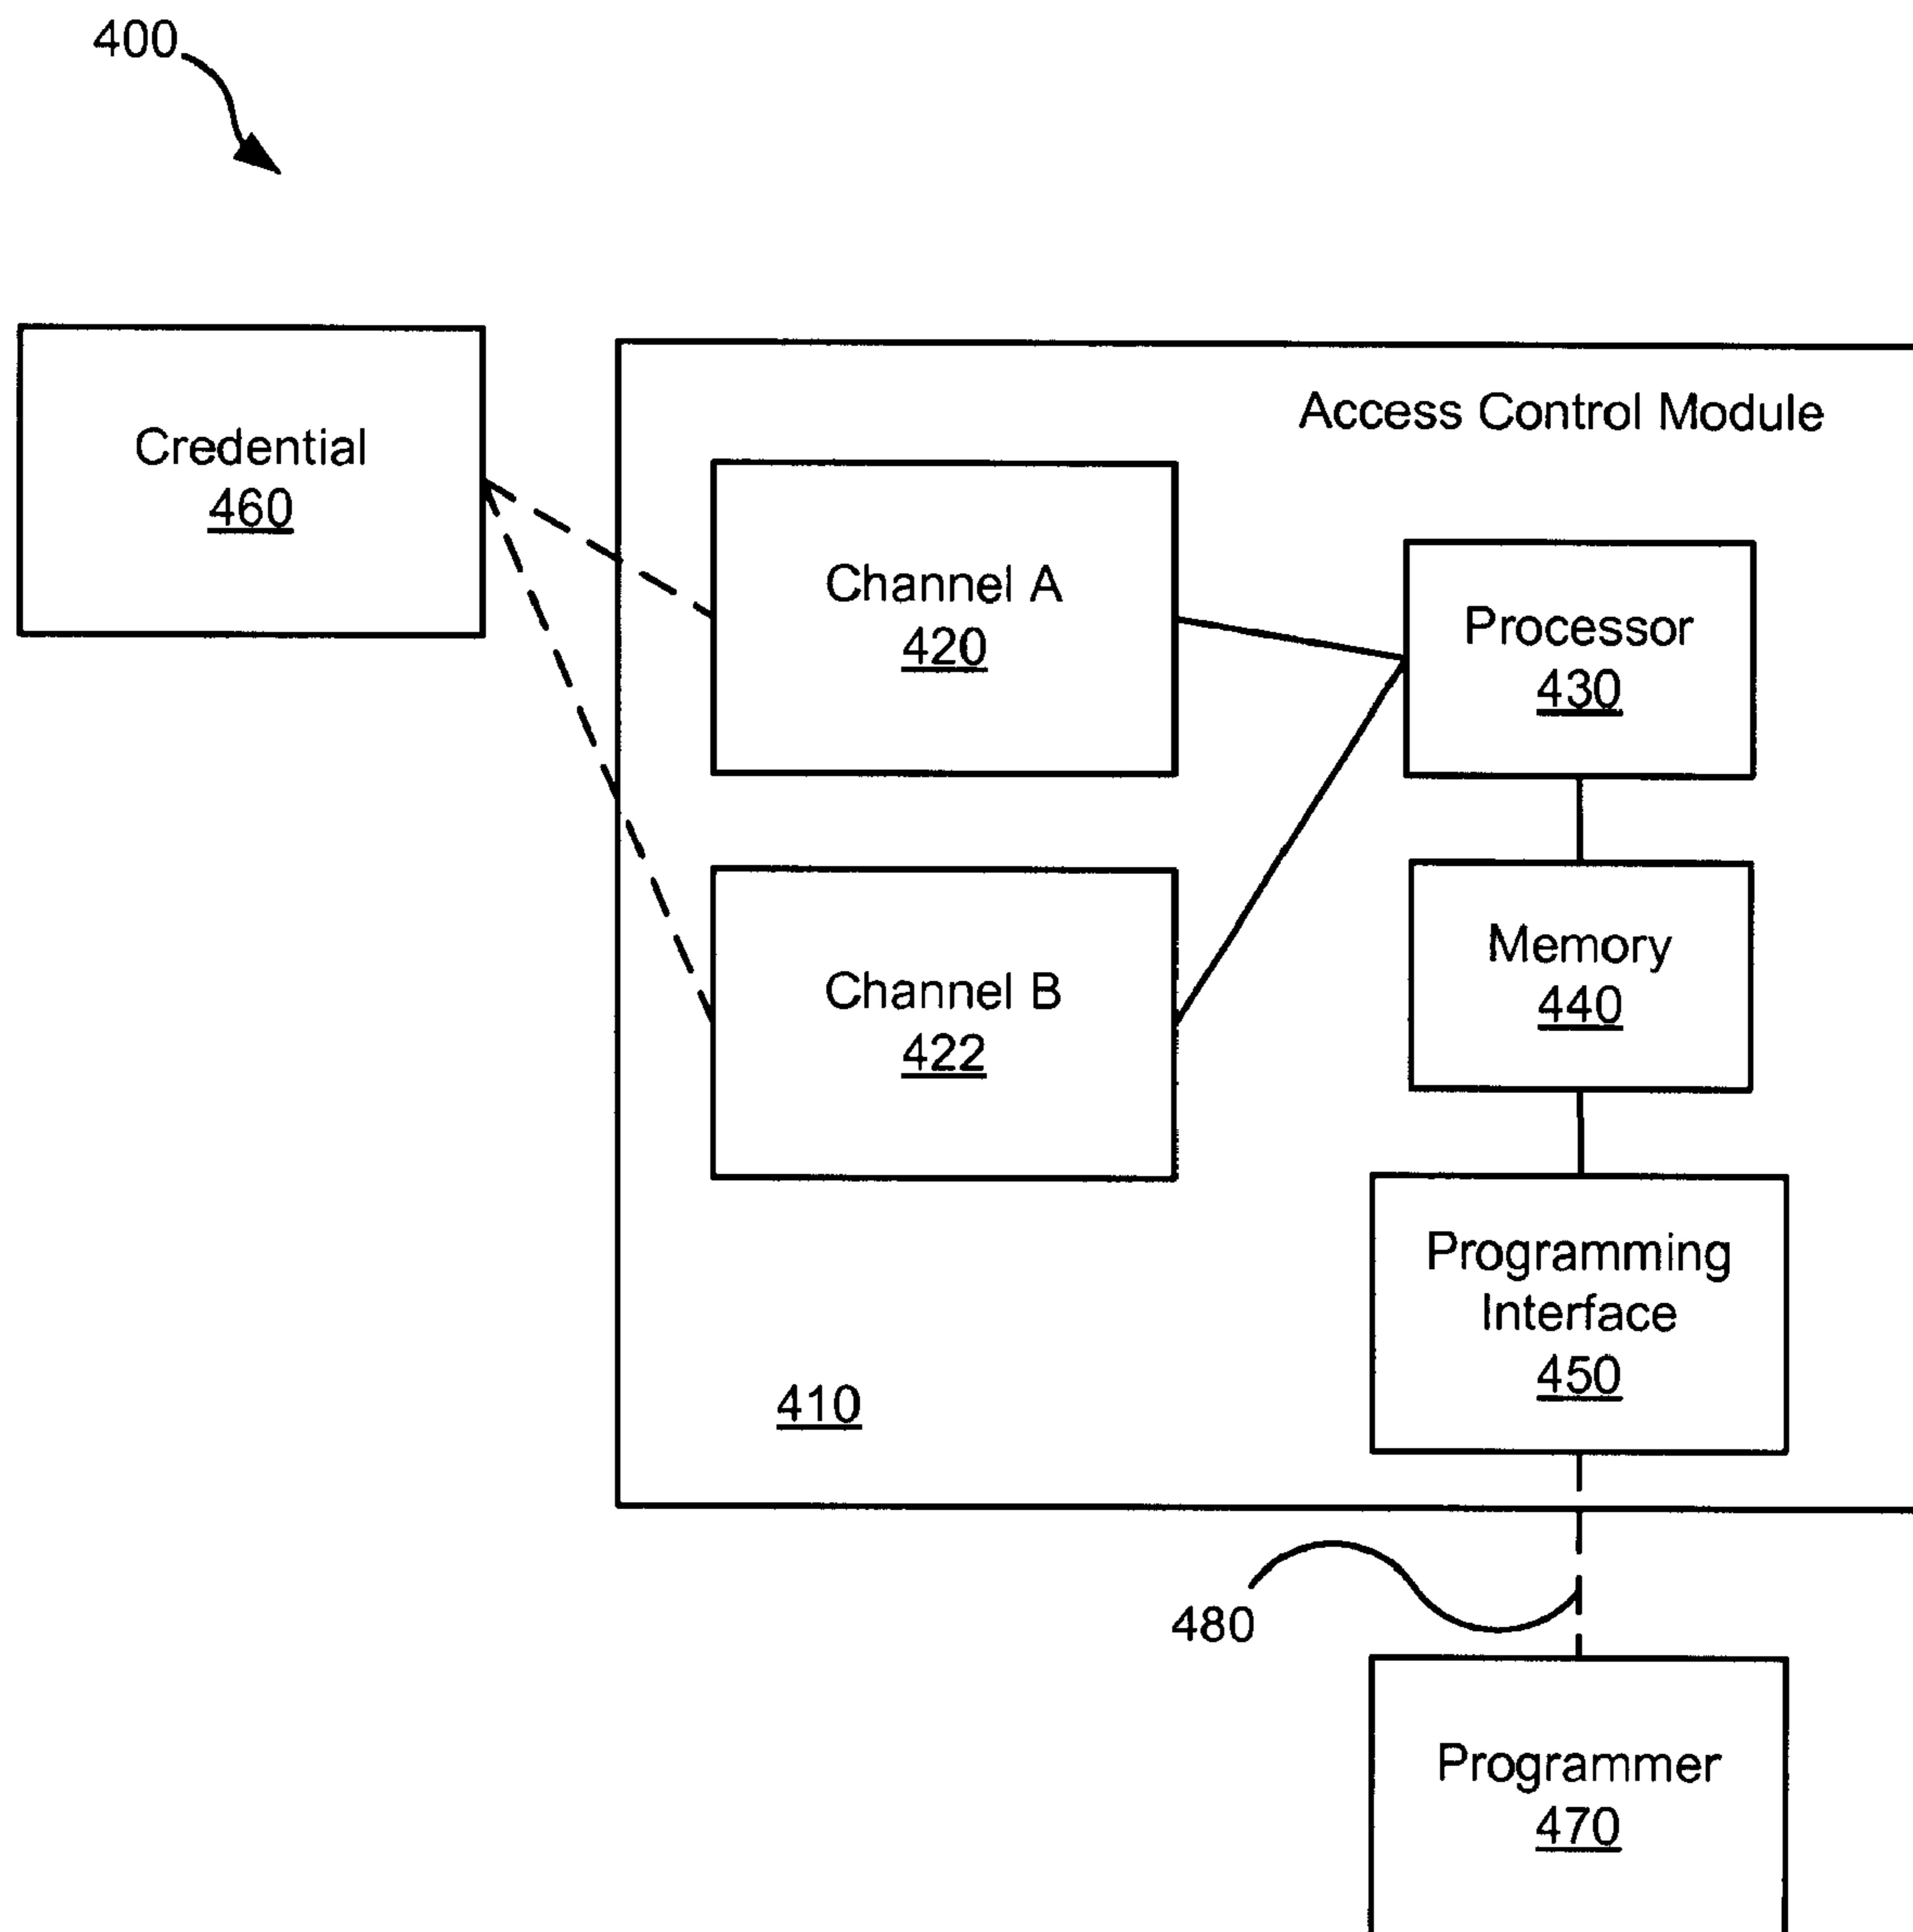 400
Access Control Module
Credential
460
Channel A
420
Processor
430
Memory
440
Channel B
422
Programming
Interface
450
410
480
Programmer
470